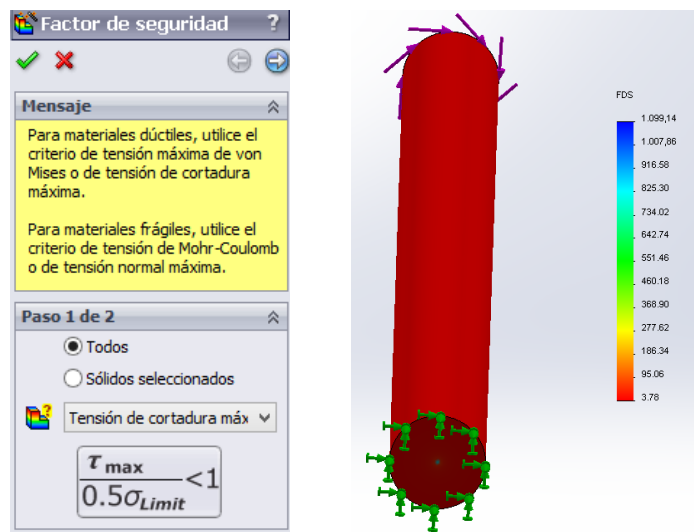 Factor de seguridad ?
Mensaje
Para materiales dúctiles, utilice el
criterio de tensión máxima de von
Mises o de tensión de cortadura
máxima.
Para materiales frágiles, utilice el
criterio de tensión de Mohr-Coulomb
o de tensión normal máxima.
Paso 1 de 2
Todos
Sólidos seleccionados
Tensión de cortadura máx
τ max
0.5σLimit
<1
FDS
1.099,14
1.007,86
916.58
825.30
734.02
642.74
551.46
460.18
368.90
277.62
186.34
95.06
3.78